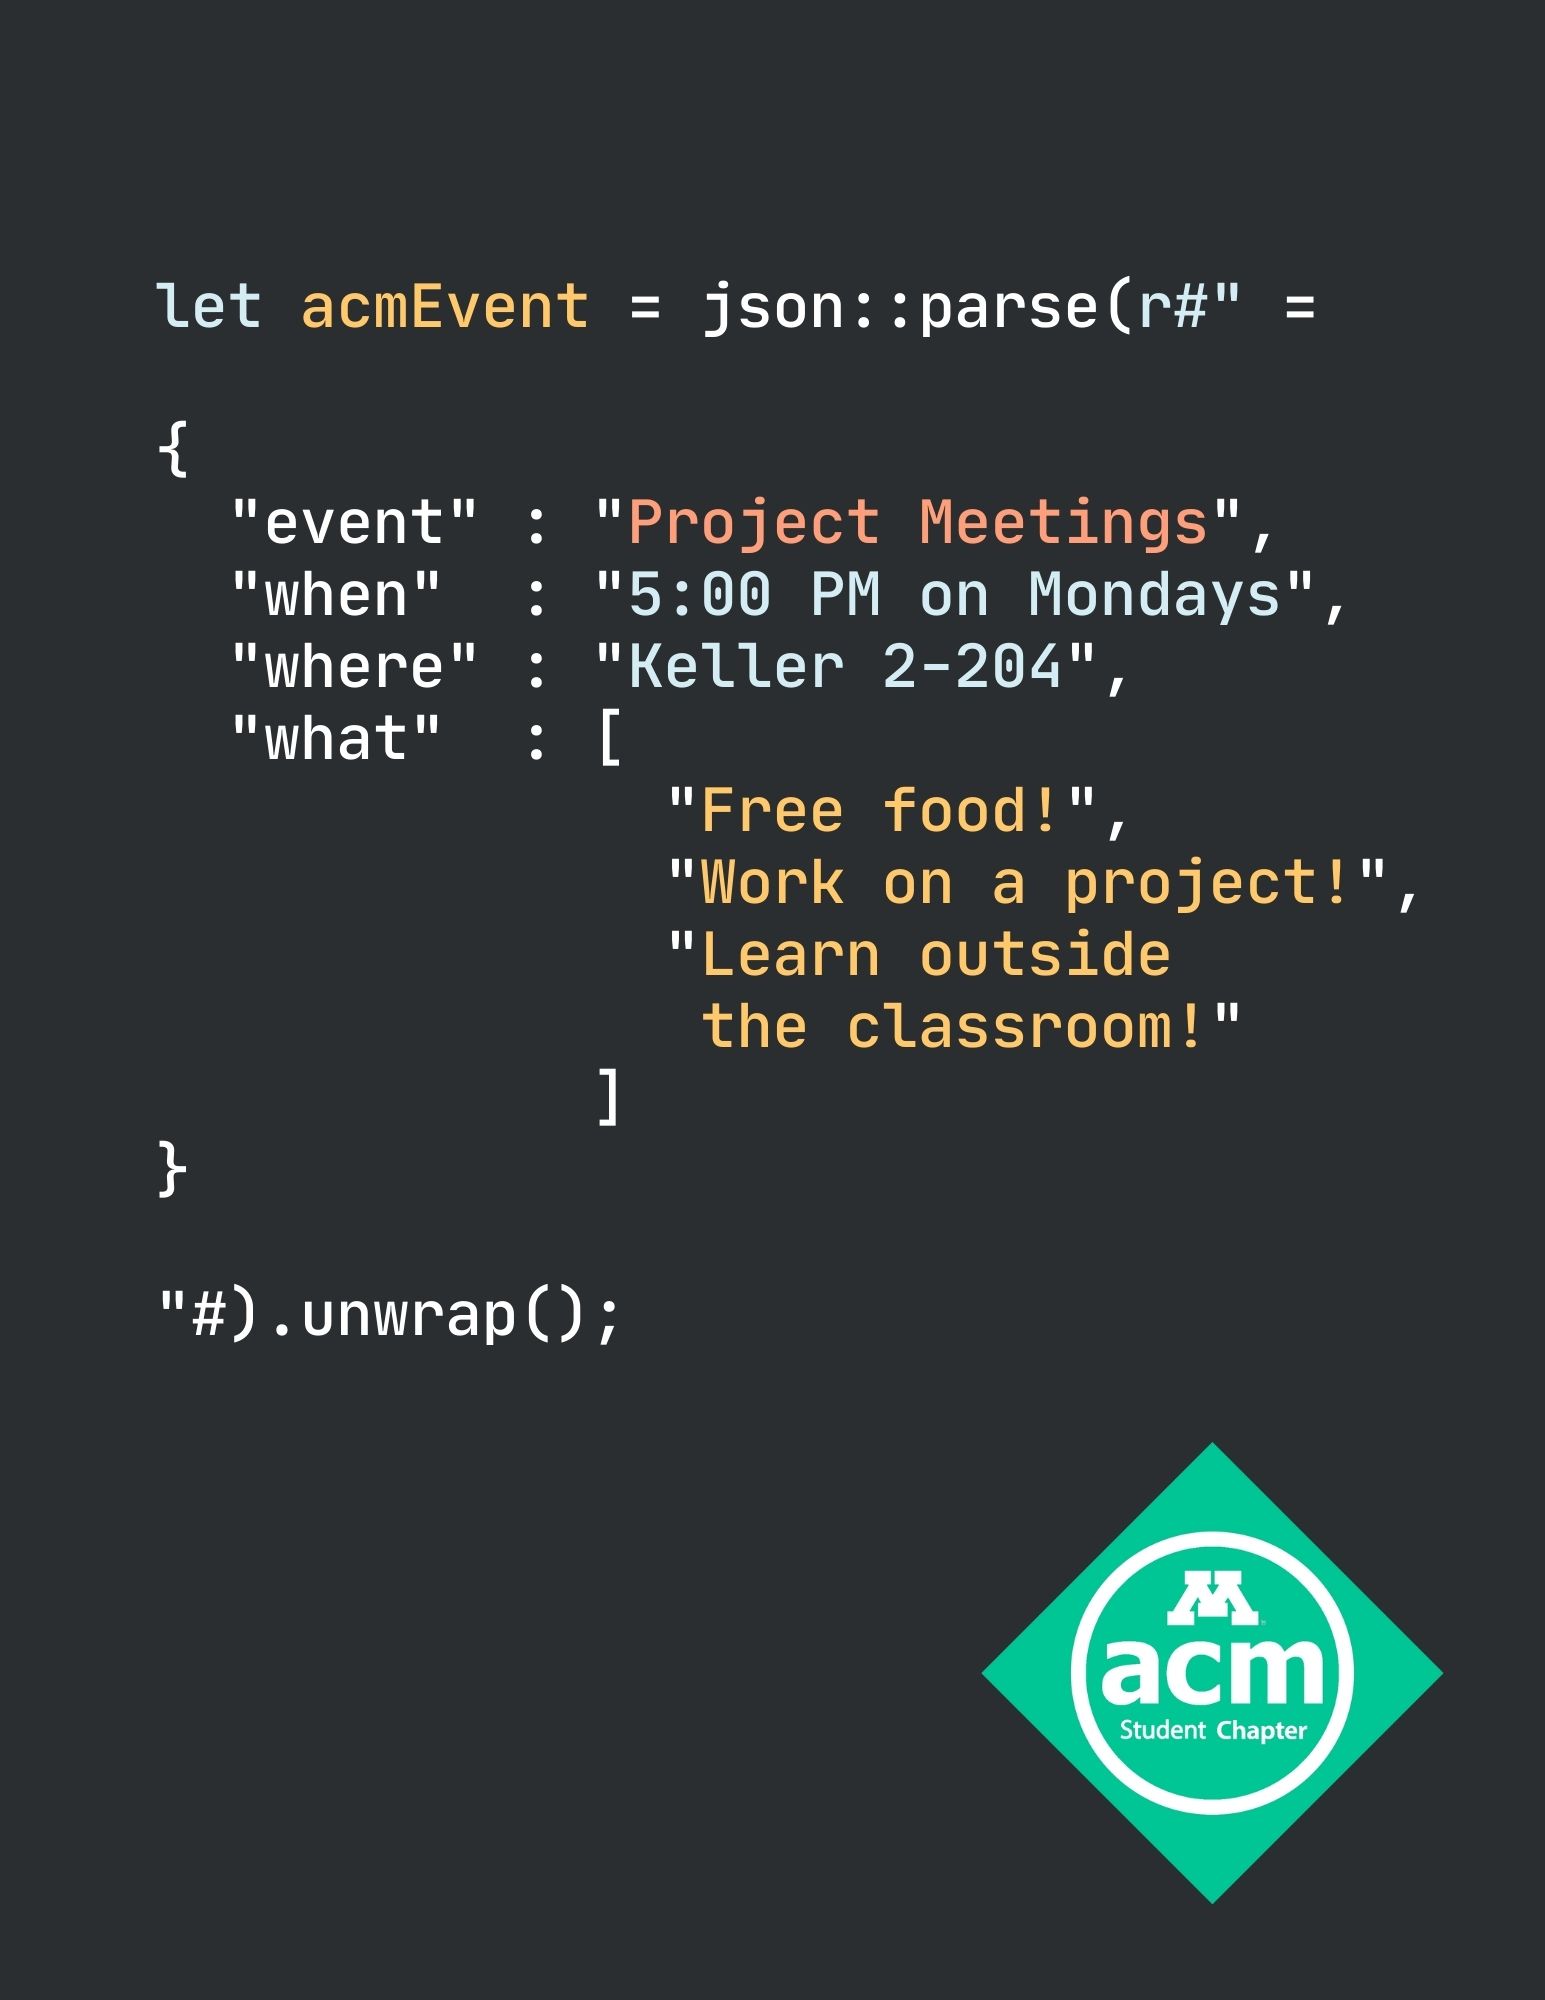 let acmEvent = json::parse(r#" =
{
  "event" : "Project Meetings",
  "when"  : "5:00 PM on Mondays",
  "where" : "Keller 2-204",
  "what"  : [
              "Free food!",
              "Work on a project!",
              "Learn outside
               the classroom!"
            ]
}
"#).unwrap();
M
acm
Student Chapter